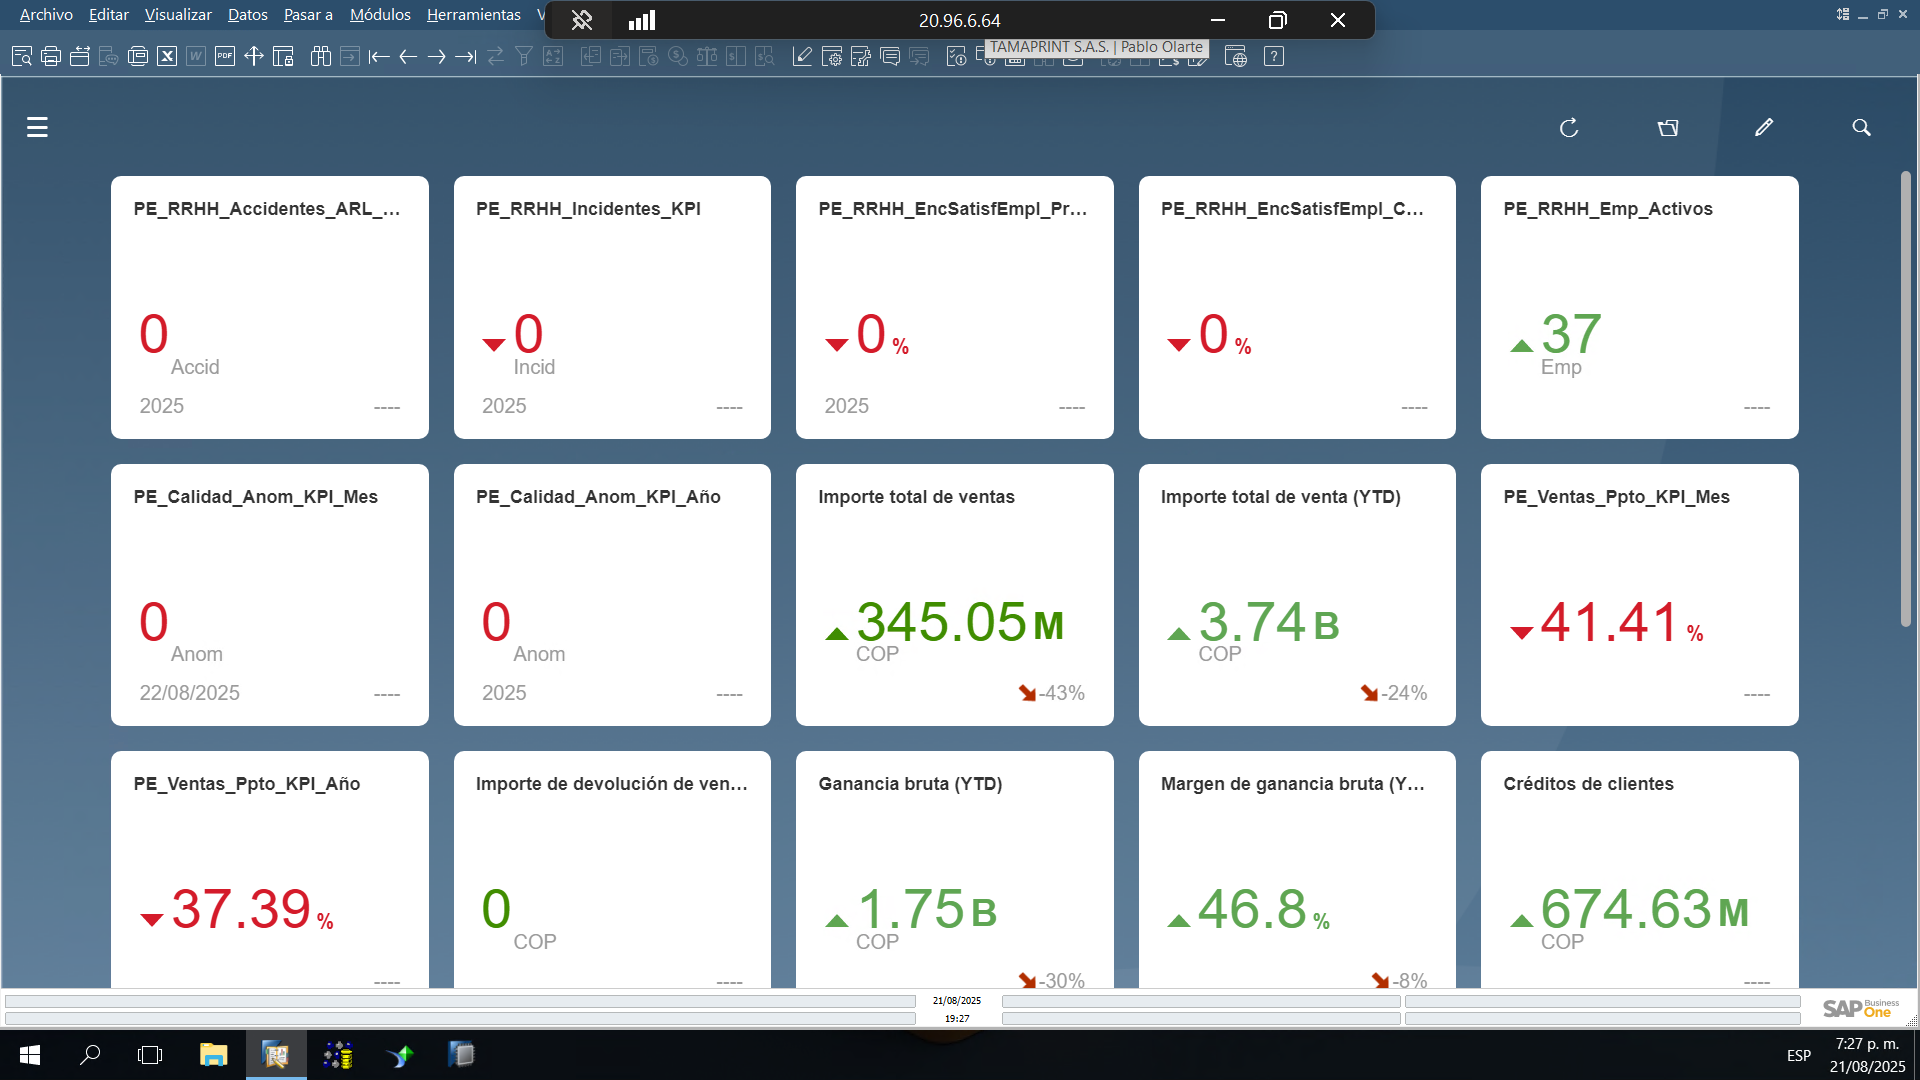 Archivo Editar Visualizar Datos Pasar a Módulos Herramientas V
20.96.6.64
TAMAPRINT S.A.S. | Pablo Olarte
PE_RRHH_Accidentes_ARL_...
0
Accid
2025 ----
PE_RRHH_Incidentes_KPI
0
Incid
2025 ----
PE_RRHH_EncSatisfEmpl_Pr...
0 %
2025 ----
PE_RRHH_EncSatisfEmpl_C...
0 %
----
PE_RRHH_Emp_Activos
37
Emp
----
PE_Calidad_Anom_KPI_Mes
0
Anom
22/08/2025 ----
PE_Calidad_Anom_KPI_Año
0
Anom
2025 ----
Importe total de ventas
345.05 M
COP
-43%
Importe total de venta (YTD)
3.74 B
COP
-24%
PE_Ventas_Ppto_KPI_Mes
41.41 %
----
PE_Ventas_Ppto_KPI_Año
37.39 %
----
Importe de devolución de ven...
0
COP
----
Ganancia bruta (YTD)
1.75 B
COP
-30%
Margen de ganancia bruta (Y...
46.8 %
-8%
Créditos de clientes
674.63 M
COP
----
21/08/2025
19:27
SAP Business One
ESP
7:27 p. m.
21/08/2025